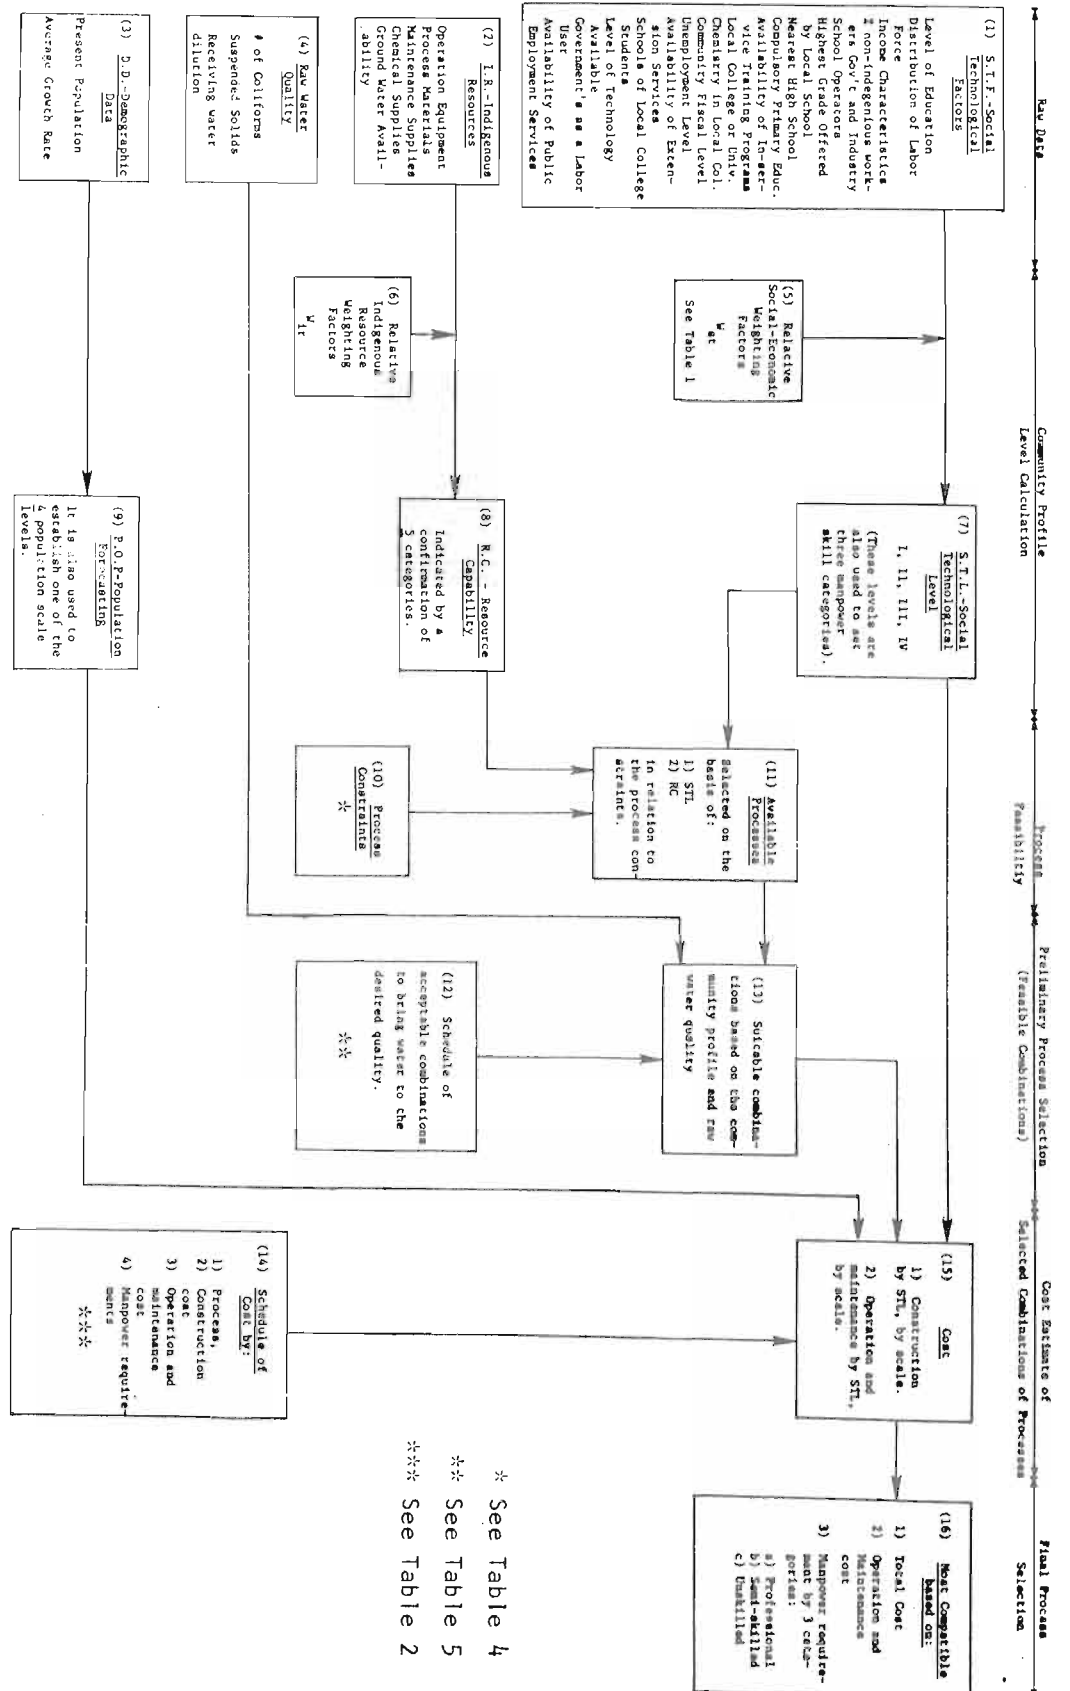 Raw Data
Community Profile
Level Calculation
Process
Feasibiltiy
Preliminary Process Selection
(Feasible Combinations)
Cost Estimate of
Selected Combinations of Processes
Final Process
Selection
(1) S.T.F.-Social
Technological
Factors
Level of Education
Distribution of Labor
Force
Income Characteristics
% non-indegenious work-
ers Gov't and Industry
School Operators
Highest Grade Offered
by Local School
Nearest High School
Compulsory Primary Educ.
Availability of In-ser-
vice Training Programs
Local College or Univ.
Chemistry in Local Col.
Community Fiscal Level
Unemployment Level
Availability of Exten-
sion Services
Schools of Local College
Students
Level of Technology
Available
Government's as a Labor
User
Availability of Public
Employment Services
(2) I.R.-Indigenous
Resources
Operation Equipment
Process Materials
Maintenance Supplies
Chemical Supplies
Ground Water Avail-
ability
(4) Raw Water
Quality
# of Coliforms
Suspended Solids
Receiving water
dilution
(3) D.D.-Demographic
Data
Present Population
Average Growth Rate
(5) Relative
Social-Economic
Weighting
Factors
Wst
See Table 1
(6) Relative
Indigenous
Resource
Weighting
Factors
Wir
(7) S.T.L.-Social
Technological
Level
I, II, III, IV
(These levels are
also used to set
three manpower
skill categories).
(8) R.C. - Resource
Capability
Indicated by a
confirmation of
5 categories.
(9) P.O.P-Population
Forecasting
It is also used to
establish one of the
4 population scale
levels.
(11) Available
Processes
Selected on the
basis of:
1) STL
2) RC
in relation to
the process con-
straints.
(10) Process
Constraints
*
(13) Suitable combina-
tions based on the com-
munity profile and raw
water quality
(12) Schedule of
acceptable combinations
to bring water to the
desired quality.
**
(15) Cost
1) Construction
by STL, by scale.
2) Operation and
maintenance by STL,
by scale.
(14) Schedule of
Cost by:
1) Process,
2) Construction
cost
3) Operation and
maintenance
cost
4) Manpower require-
ments
***
(16) Most Compatible
based on:
1) Total Cost
2) Operation and
Maintenance
cost
3) Manpower require-
ment by 3 cate-
gories:
a) Professional
b) Semi-skilled
c) Unskilled
* See Table 4
** See Table 5
*** See Table 2